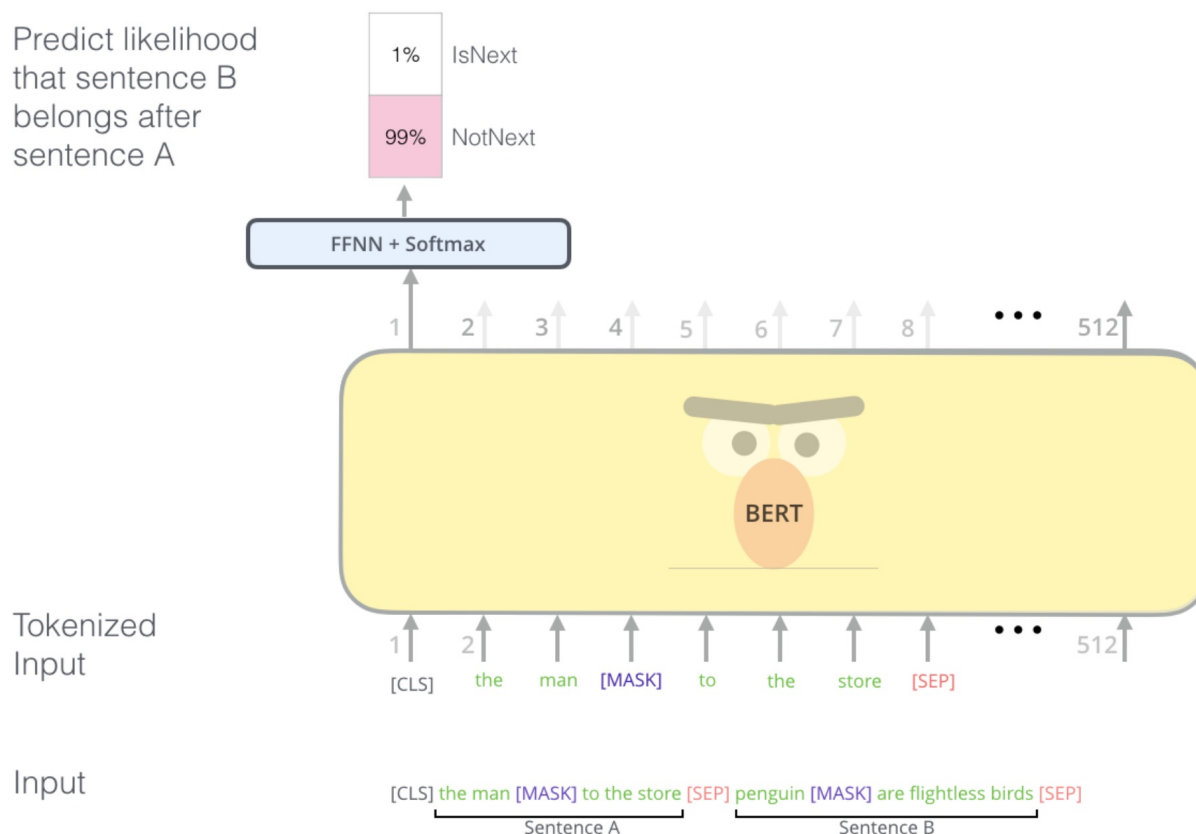 Predict likelihood
that sentence B
belongs after
sentence A
1% IsNext
99% NotNext
FFNN + Softmax
1 2 3 4 5 6 7 8 ••• 512
BERT
Tokenized
Input
1 2 ••• 512
[CLS] the man [MASK] to the store [SEP]
Input
[CLS] the man [MASK] to the store [SEP] penguin [MASK] are flightless birds [SEP]
Sentence A Sentence B